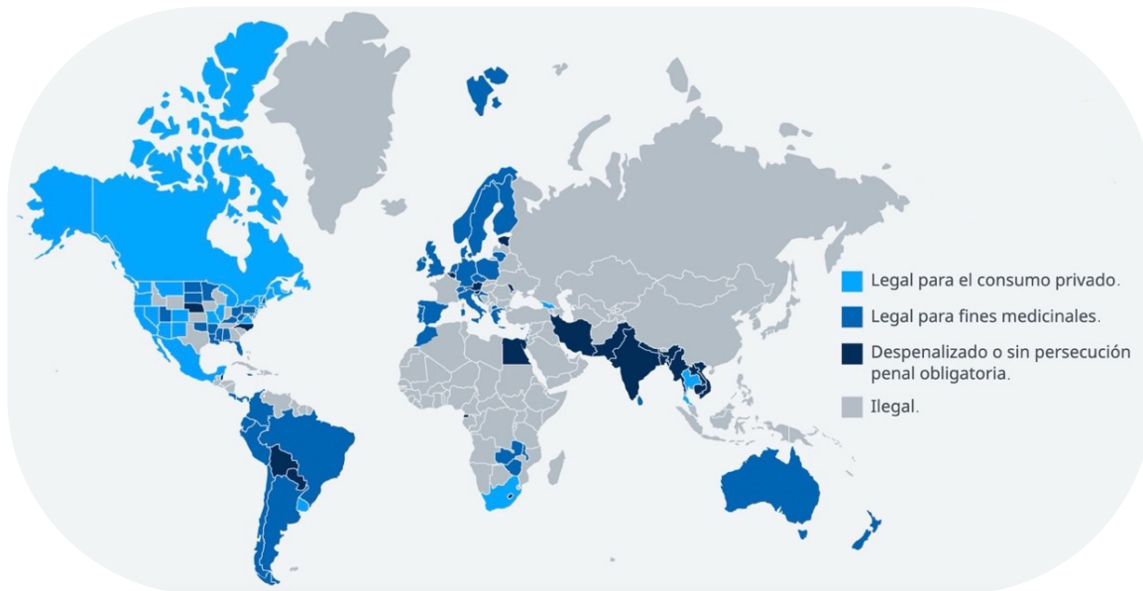 Legal para el consumo privado.
Legal para fines medicinales.
Despenalizado o sin persecución
penal obligatoria.
Ilegal.